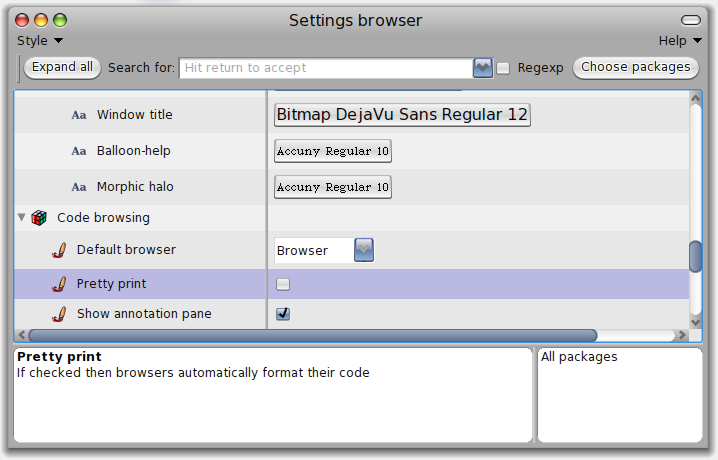 Settings browser
Style Help
Expand all Search for: Hit return to accept Regexp Choose packages
Aa Window title Bitmap DejaVu Sans Regular 12
Aa Balloon-help Accuny Regular 10
Aa Morphic halo Accuny Regular 10
Code browsing
Default browser Browser
Pretty print
Show annotation pane
Pretty print
If checked then browsers automatically format their code
All packages